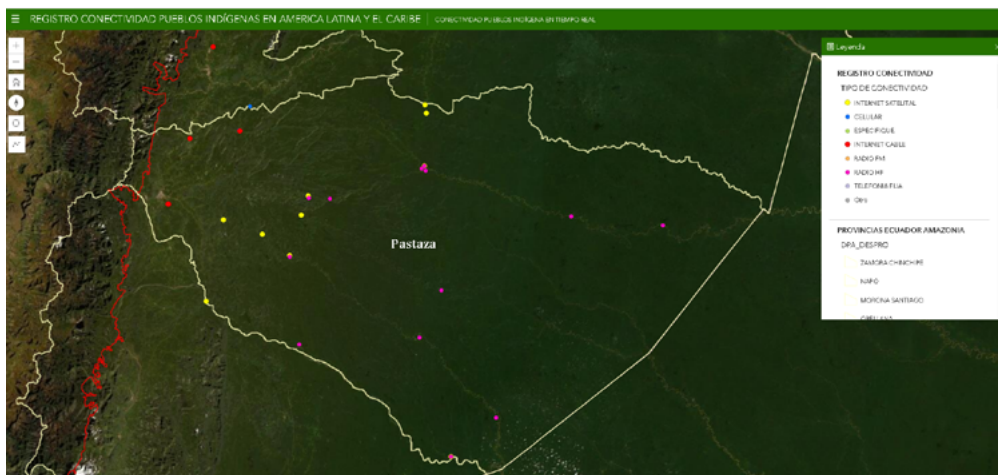 REGISTRO CONECTIVIDAD PUEBLOS INDÍGENAS EN AMERICA LATINA Y EL CARIBE
CONECTIVIDAD PUEBLOS INDÍGENA EN TIEMPO REAL
Leyenda
REGISTRO CONECTIVIDAD
TIPO DE CONECTIVIDAD
INTERNET SATELITAL
CELULAR
ESPECIFIQUE
INTERNET CABLE
RADIO FM
RADIO HF
TELEFONIA FIJA
Otro
PROVINCIAS ECUADOR AMAZONIA
DPA_DESPRO
ZAMORA CHINCHIPE
NAPO
MORONA SANTIAGO
ORELLANA
Pastaza